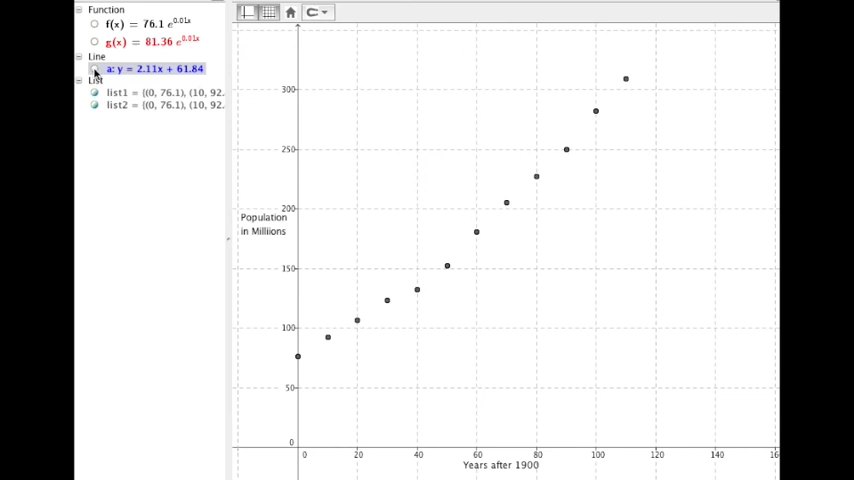 Function
f(x) = 76.1 e^0.01x
g(x) = 81.36 e^0.01x
Line
a: y = 2.11x + 61.84
List
list1 = {(0, 76.1), (10, 92.
list2 = {(0, 76.1), (10, 92.
300
250
200
Population
in Milliions
150
100
50
0
0 20 40 60 80 100 120 140 16
Years after 1900